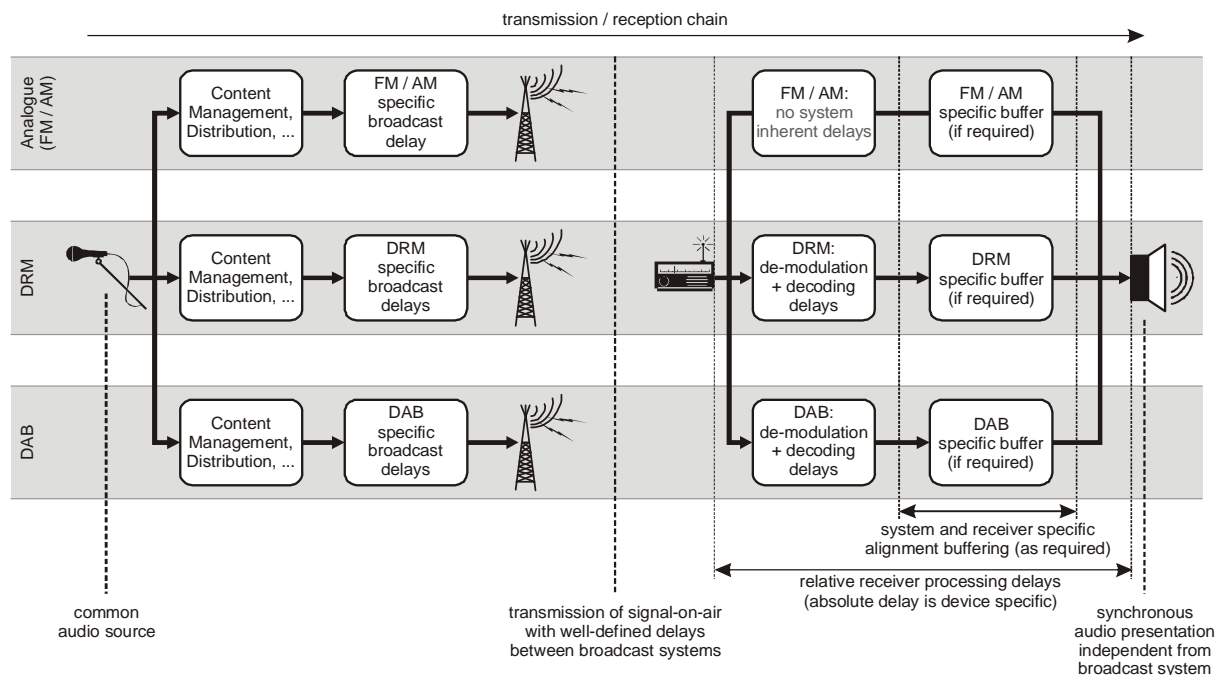 transmission / reception chain
Analogue
(FM / AM)
Content
Management,
Distribution, ...
FM / AM
specific
broadcast
delay
FM / AM:
no system
inherent delays
FM / AM
specific buffer
(if required)
DRM
Content
Management,
Distribution, ...
DRM
specific
broadcast
delays
DRM:
de-modulation
+ decoding
delays
DRM
specific buffer
(if required)
DAB
Content
Management,
Distribution, ...
DAB
specific
broadcast
delays
DAB:
de-modulation
+ decoding
delays
DAB
specific buffer
(if required)
system and receiver specific
alignment buffering (as required)
relative receiver processing delays
(absolute delay is device specific)
common
audio source
transmission of signal-on-air
with well-defined delays
between broadcast systems
synchronous
audio presentation
independent from
broadcast system